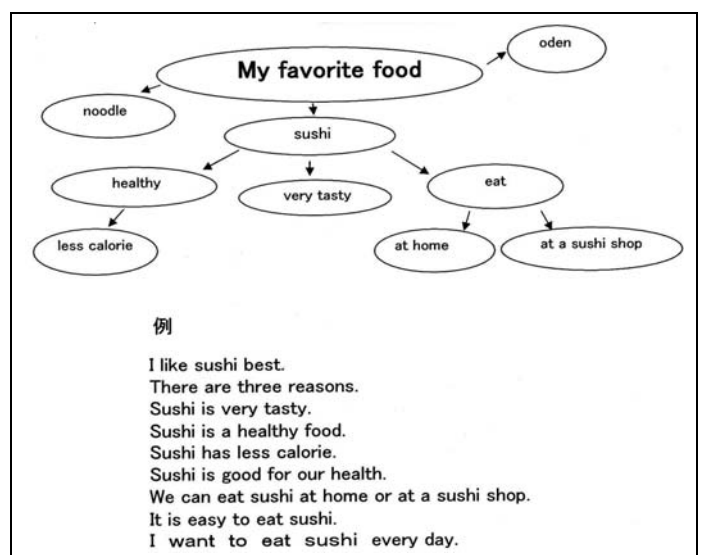 oden
My favorite food
noodle
sushi
healthy
very tasty
eat
less calorie
at home
at a sushi shop
例
I like sushi best.
There are three reasons.
Sushi is very tasty.
Sushi is a healthy food.
Sushi has less calorie.
Sushi is good for our health.
We can eat sushi at home or at a sushi shop.
It is easy to eat sushi.
I want to eat sushi every day.